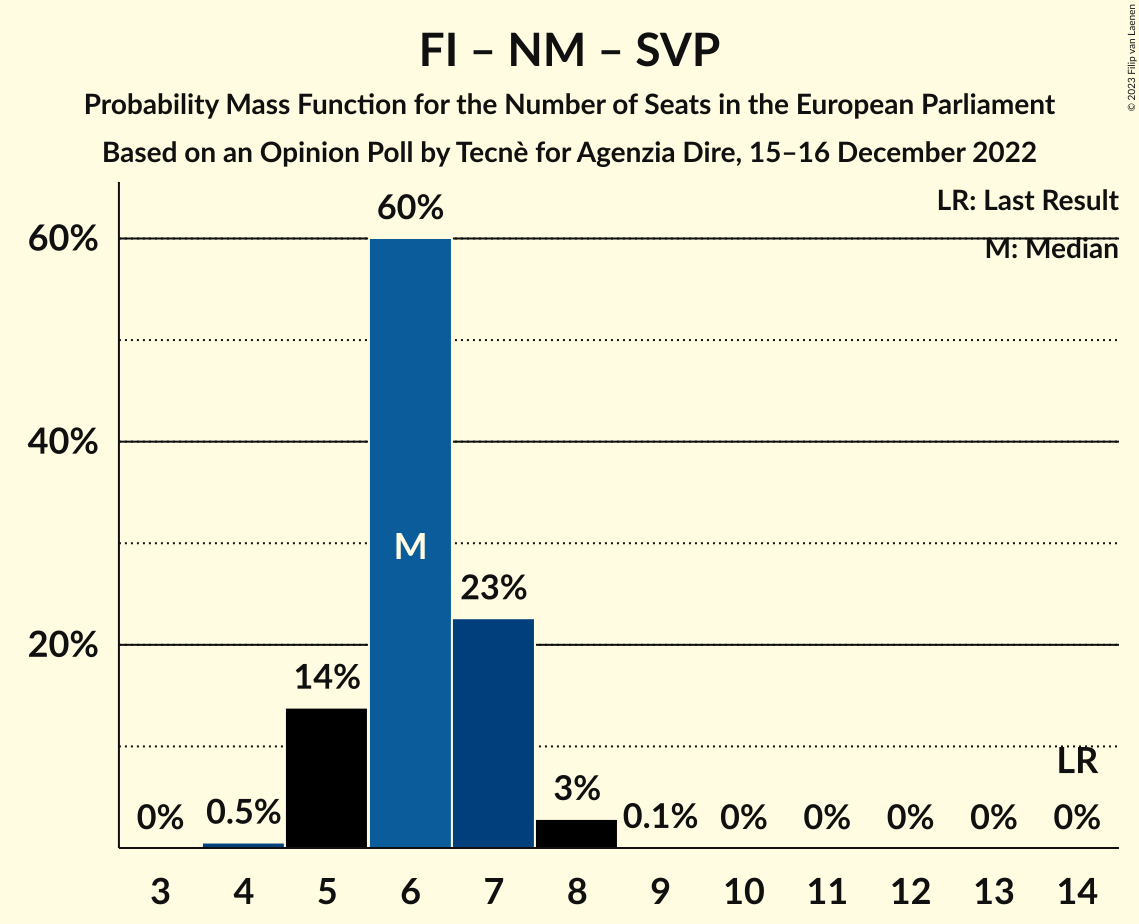 FI – NM – SVP
Probability Mass Function for the Number of Seats in the European Parliament
Based on an Opinion Poll by Tecnè for Agenzia Dire, 15–16 December 2022
© 2023 Filip van Laenen
LR: Last Result
M: Median
60%
40%
20%
0%
0.5%
14%
60%
M
23%
3%
0.1%
0%
0%
0%
0%
LR
0%
3 4 5 6 7 8 9 10 11 12 13 14